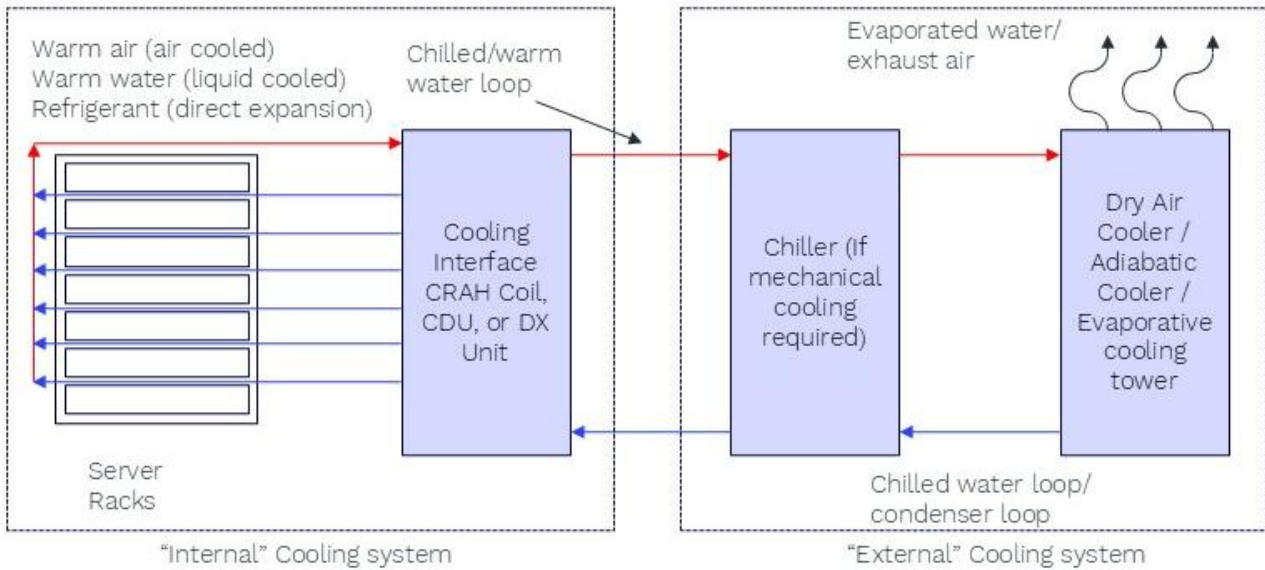 Warm air (air cooled)
Warm water (liquid cooled)
Refrigerant (direct expansion)
Chilled/warm
water loop
Evaporated water/
exhaust air
Cooling
Interface
CRAH Coil,
CDU, or DX
Unit
Chiller (If
mechanical
cooling
required)
Dry Air
Cooler /
Adiabatic
Cooler /
Evaporative
cooling
tower
Server
Racks
Chilled water loop/
condenser loop
“Internal” Cooling system
“External” Cooling system